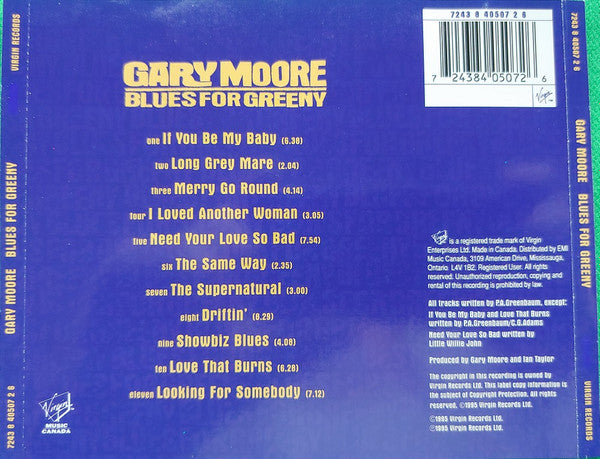 7243 8 40507 2 6
7 24384 05072 6
Virgin
GARY MOORE
BLUES FOR GREENY
one If You Be My Baby (6.38)
two Long Grey Mare (2.04)
three Merry Go Round (4.14)
four I Loved Another Woman (3.05)
five Need Your Love So Bad (7.54)
six The Same Way (2.35)
seven The Supernatural (3.00)
eight Driftin' (8.29)
nine Showbiz Blues (4.08)
ten Love That Burns (6.28)
eleven Looking For Somebody (7.12)
Virgin
MUSIC
CANADA
Virgin is a registered trade mark of Virgin
Enterprises Ltd. Made in Canada. Distributed by EMI
Music Canada, 3109 American Drive, Mississauga,
Ontario. L4V 1B2. Registered User. All rights
reserved. Unauthorized reproduction, copying and
rental of this recording is prohibited by law.
All tracks written by P.A.Greenbaum, except:
If You Be My Baby and Love That Burns
written by P.A.Greenbaum/C.G.Adams
Need Your Love So Bad written by
Little Willie John
Produced by Gary Moore and Ian Taylor
The copyright in this recording is owned by
Virgin Records Ltd. This label copy information is
the subject of Copyright Protection. All rights
reserved. ©1995 Virgin Records Ltd.
℗1995 Virgin Records Ltd.
©1995 Virgin Records Ltd.
7243 8 40507 2 6 GARY MOORE BLUES FOR GREENY VIRGIN RECORDS
GARY MOORE BLUES FOR GREENY VIRGIN RECORDS 7243 8 40507 2 6